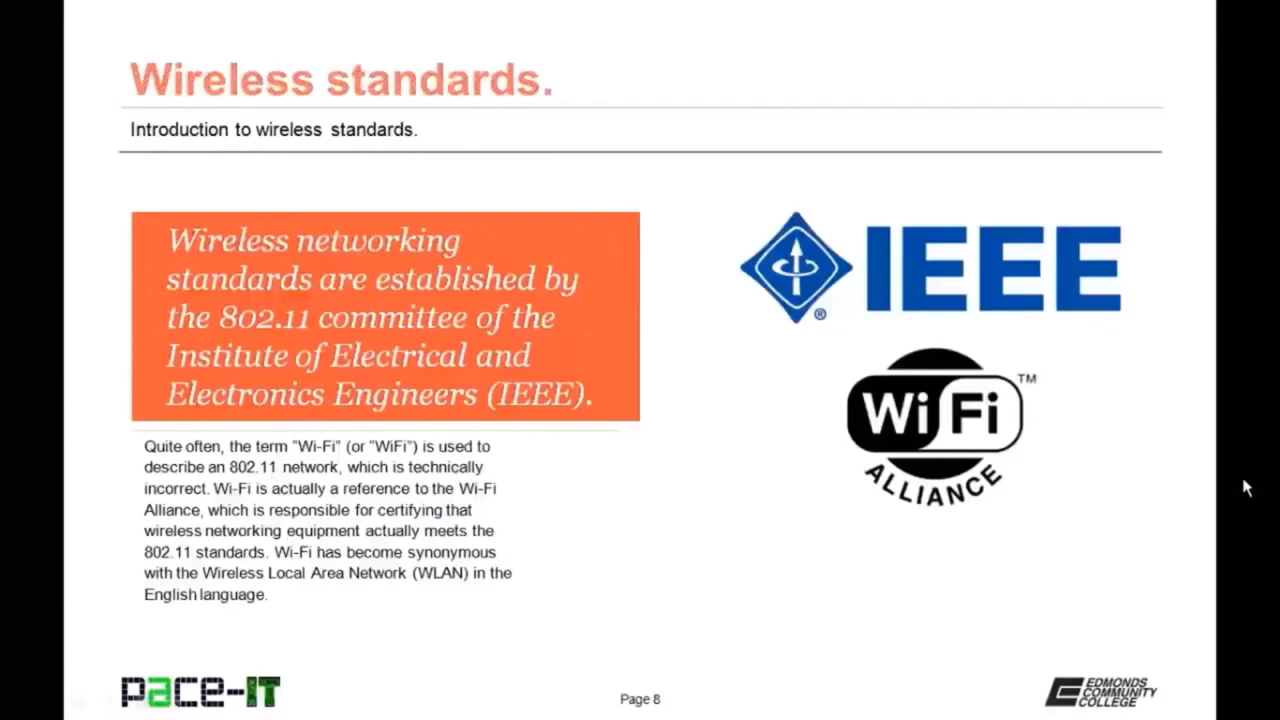 Wireless standards.
Introduction to wireless standards.
Wireless networking
standards are established by
the 802.11 committee of the
Institute of Electrical and
Electronics Engineers (IEEE).
Quite often, the term "Wi-Fi" (or "WiFi") is used to
describe an 802.11 network, which is technically
incorrect. Wi-Fi is actually a reference to the Wi-Fi
Alliance, which is responsible for certifying that
wireless networking equipment actually meets the
802.11 standards. Wi-Fi has become synonymous
with the Wireless Local Area Network (WLAN) in the
English language.
® IEEE
Wi Fi ™
ALLIANCE
pace-IT
Page 8
EDMONDS
COMMUNITY
COLLEGE